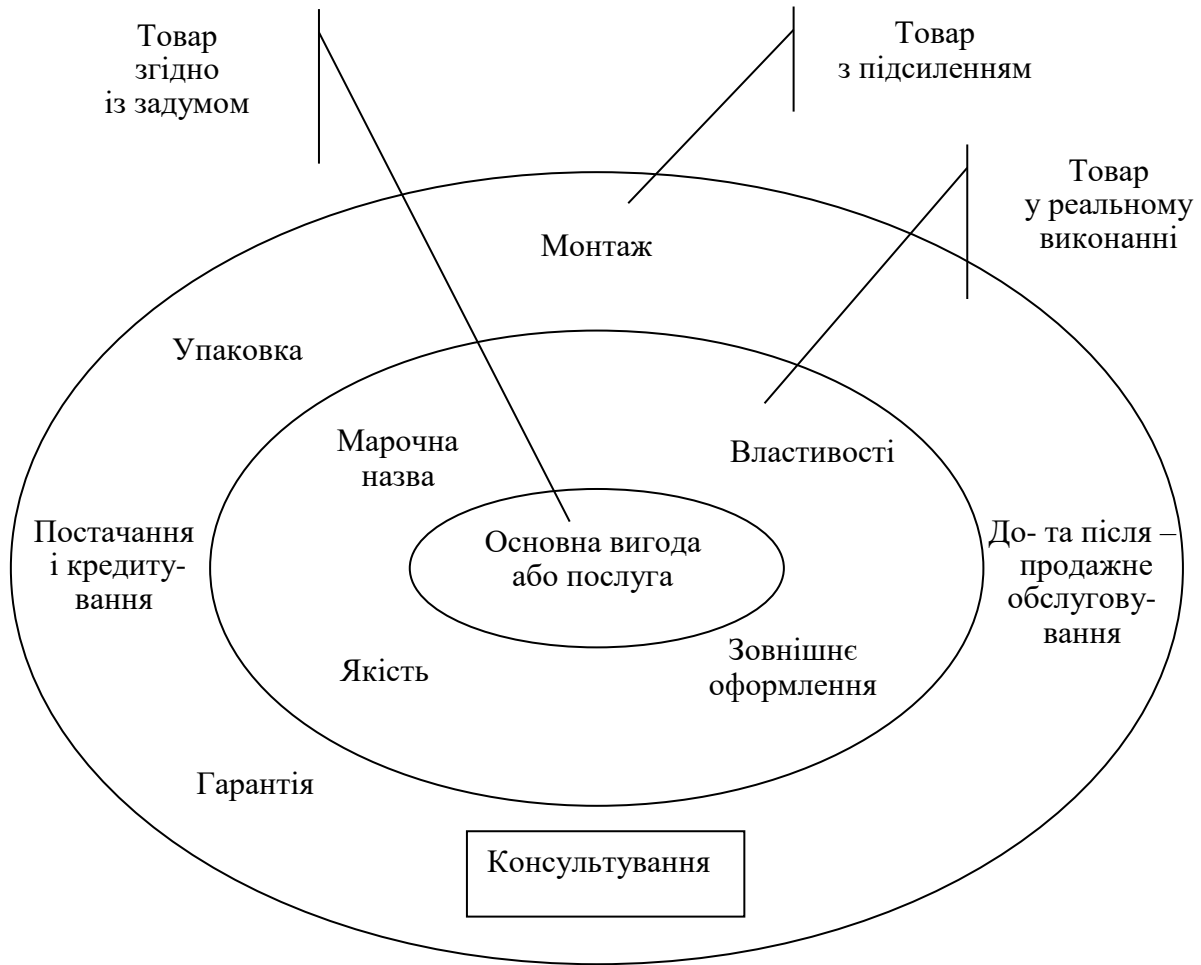 Товар
згідно
із задумом
Товар
з підсиленням
Товар
у реальному
виконанні
Монтаж
Упаковка
Марочна
назва
Властивості
Постачання
і кредиту-
вання
Основна вигода
або послуга
До- та після –
продажне
обслугову-
вання
Якість
Зовнішнє
оформлення
Гарантія
Консультування